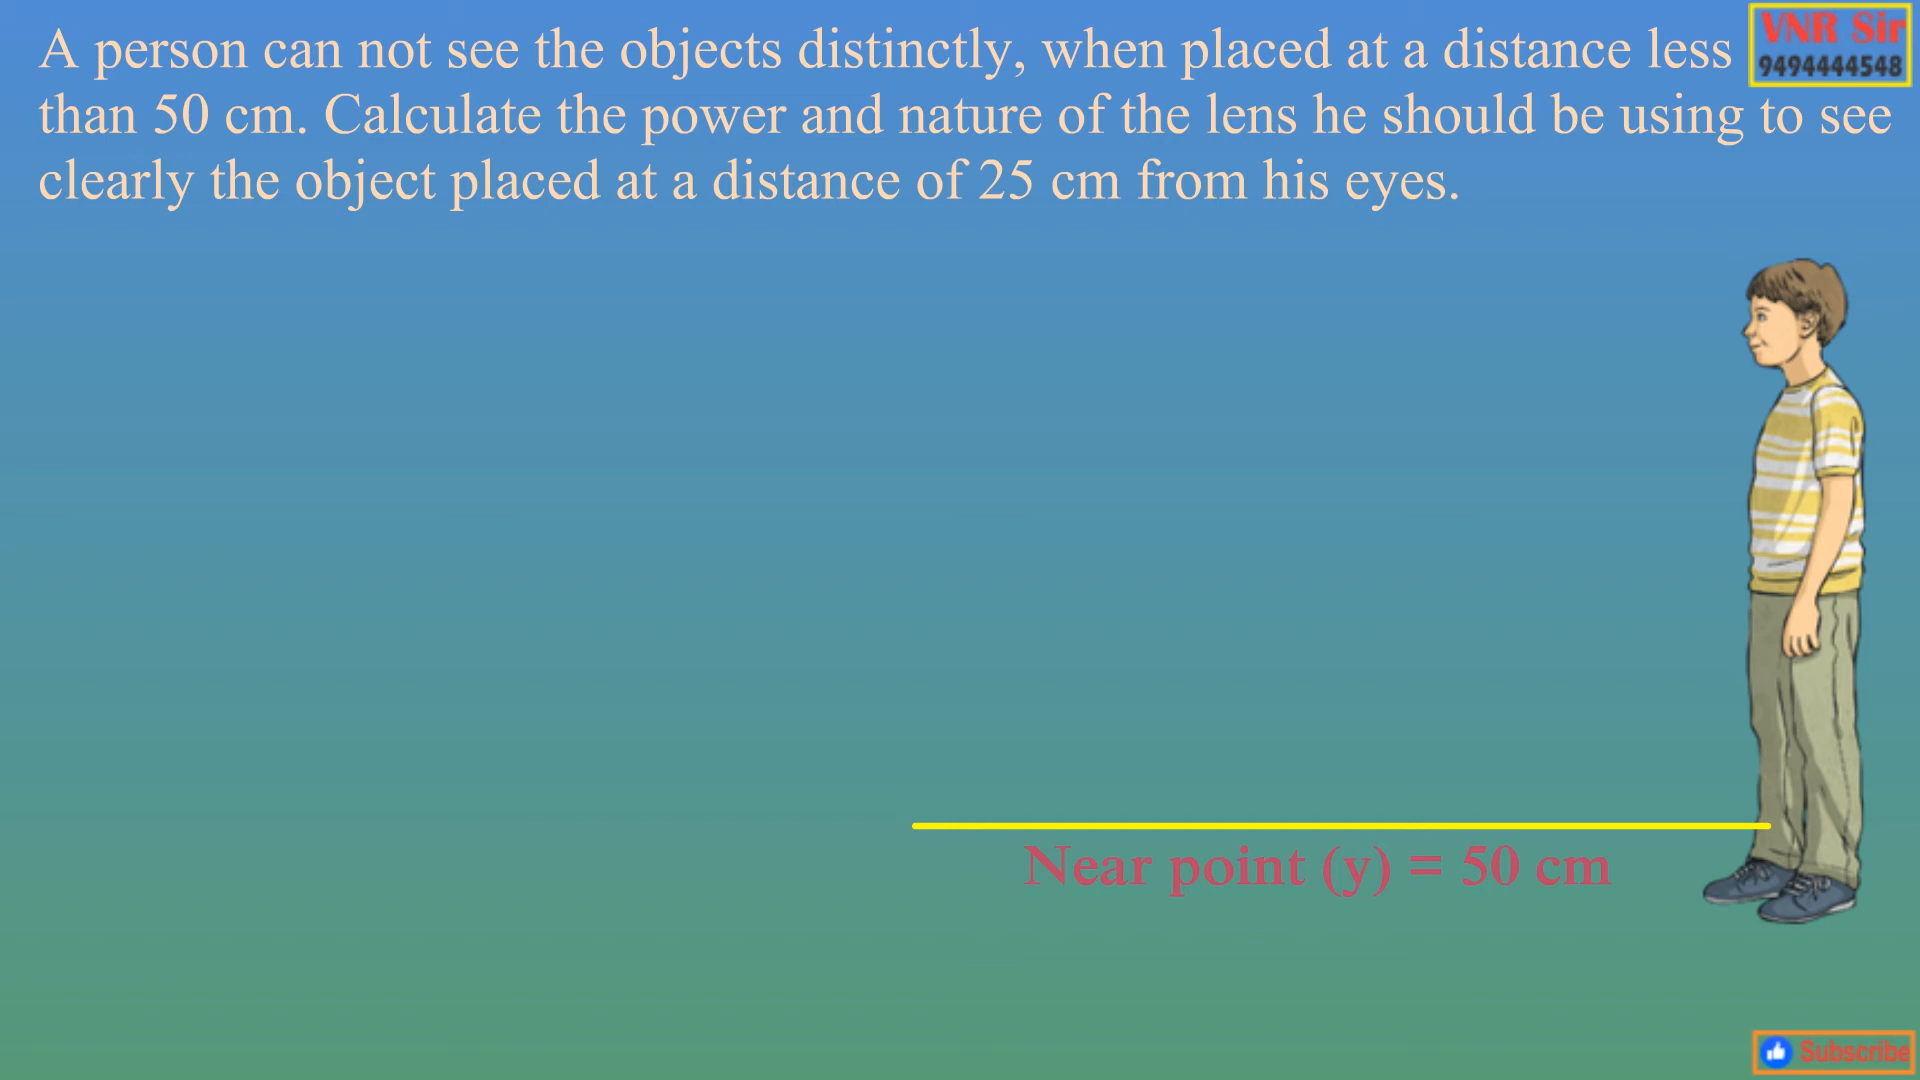 A person can not see the objects distinctly, when placed at a distance less
than 50 cm. Calculate the power and nature of the lens he should be using to see
clearly the object placed at a distance of 25 cm from his eyes.
VNR Sir
9494444548
Near point (y) = 50 cm
Subscribe